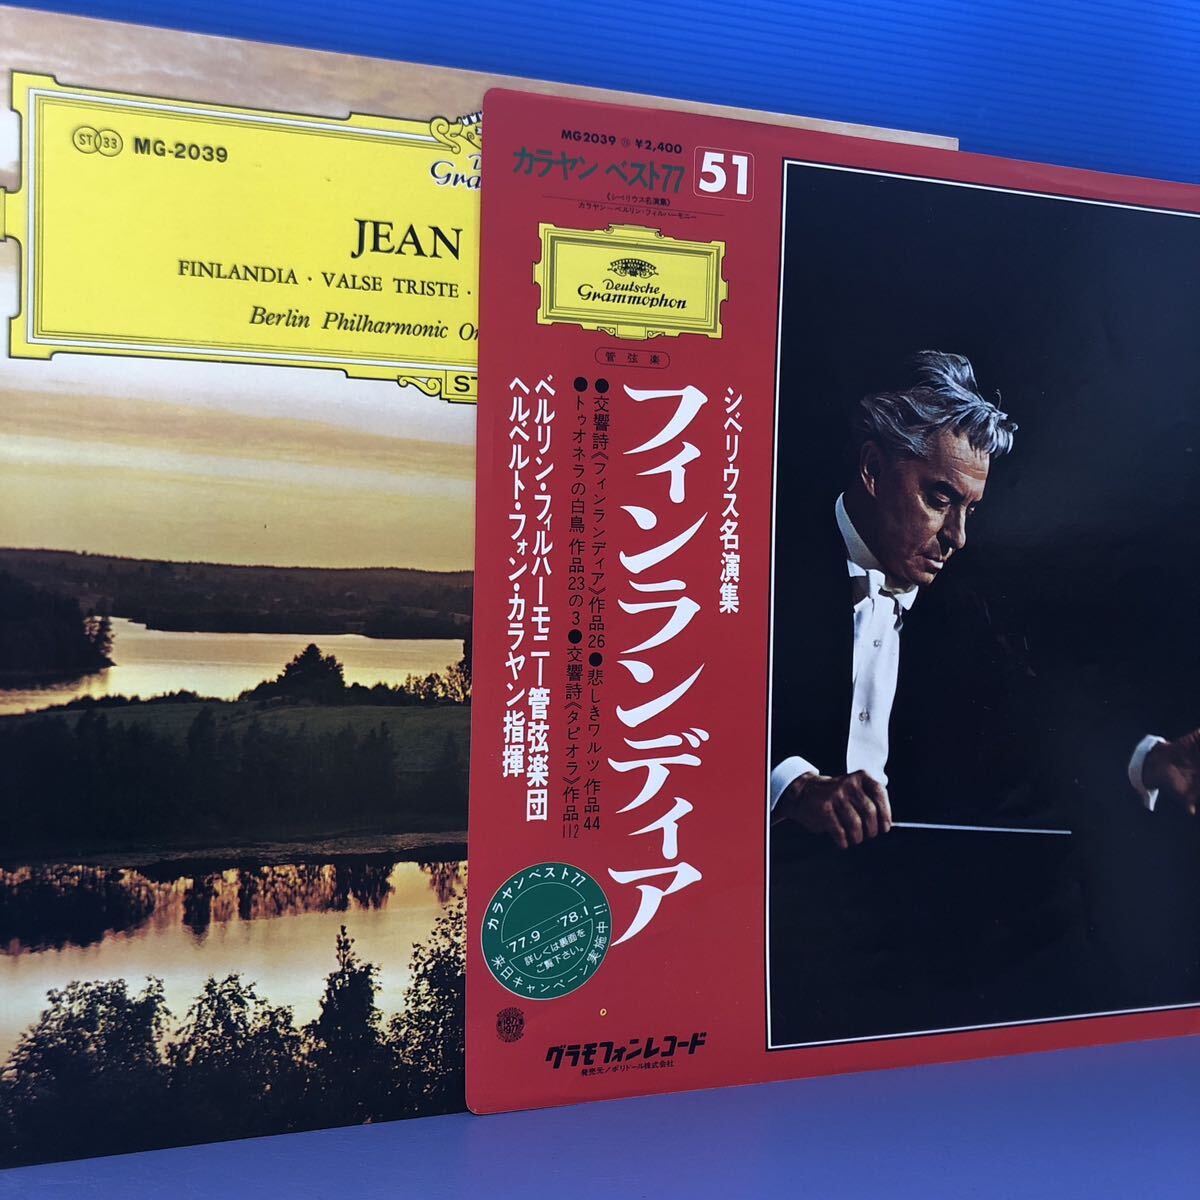 ST 33 MG-2039
JEAN
FINLANDIA · VALSE TRISTE ·
Berlin Philharmonic
ST
MG2039 ¥2,400
カラヤン ベスト77
51
《シベリウス名演集》
カラヤン=ベルリン・フィルハーモニー
Deutsche
Grammophon
管弦楽
シベリウス名演集
フィンランディア
●交響詩《フィンランディア》作品26●悲しきワルツ 作品44
●トゥオネラの白鳥 作品23の3●交響詩《タピオラ》作品112
ベルリン・フィルハーモニー管弦楽団
ヘルベルト・フォン・カラヤン指揮
カラヤンベスト77
'77.9—'78.1
詳しくは裏面を
ご覧下さい。
来日キャンペーン実施中!!
1877
1977
グラモフォンレコード
発売元/ポリドール株式会社